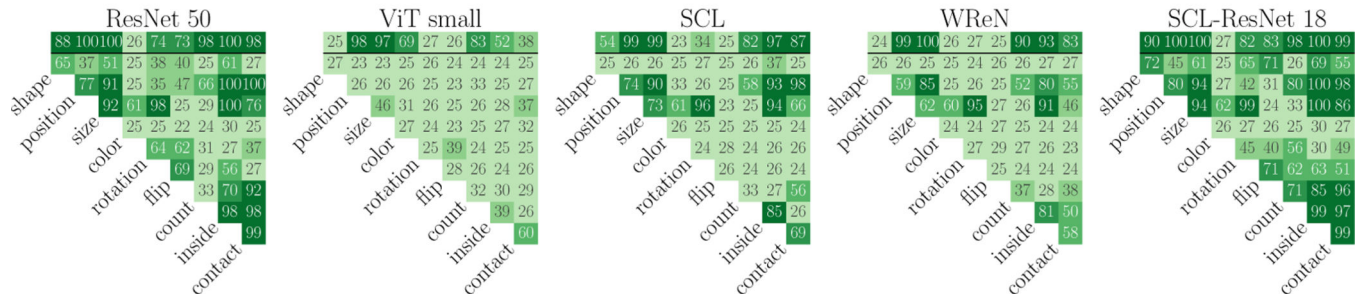 ResNet 50
88 100 100 26 74 73 98 100 98
65 37 51 25 38 40 25 61 27
77 91 25 35 47 66 100 100
92 61 98 25 29 100 76
25 25 22 24 30 25
64 62 31 27 37
69 29 56 27
33 70 92
98 98
99
shape
position
size
color
rotation
flip
count
inside
contact
ViT small
25 98 97 69 27 26 83 52 38
27 23 23 25 26 24 25 24 25
26 26 26 25 26 25 26 26
46 31 26 25 26 28 37
27 24 23 25 27 32
25 39 24 25 25
28 26 24 26
32 30 29
39 26
60
shape
position
size
color
rotation
flip
count
inside
contact
SCL
54 99 99 23 34 25 82 97 87
25 26 26 27 25 26 26 37 25
74 90 33 26 25 58 93 98
73 61 96 23 25 94 66
26 25 25 25 25 24
24 25 28 24 24
24 26 24 26
33 27 56
85 26
69
shape
position
size
color
rotation
flip
count
inside
contact
WReN
24 99 100 26 27 25 90 93 83
26 26 25 25 25 26 24 27 26
59 85 25 26 26 52 80 55
62 60 95 27 26 91 46
24 24 27 25 24 24
27 29 27 26 23
25 24 24 24
37 28 38
81 50
58
shape
position
size
color
rotation
flip
count
inside
contact
SCL-ResNet 18
90 100 100 27 82 83 98 100 99
72 45 61 25 65 71 26 69 55
80 94 27 42 31 80 100 98
94 62 99 24 33 100 86
26 27 26 25 30 27
45 40 56 30 49
71 62 63 51
71 85 96
99 97
99
shape
position
size
color
rotation
flip
count
inside
contact